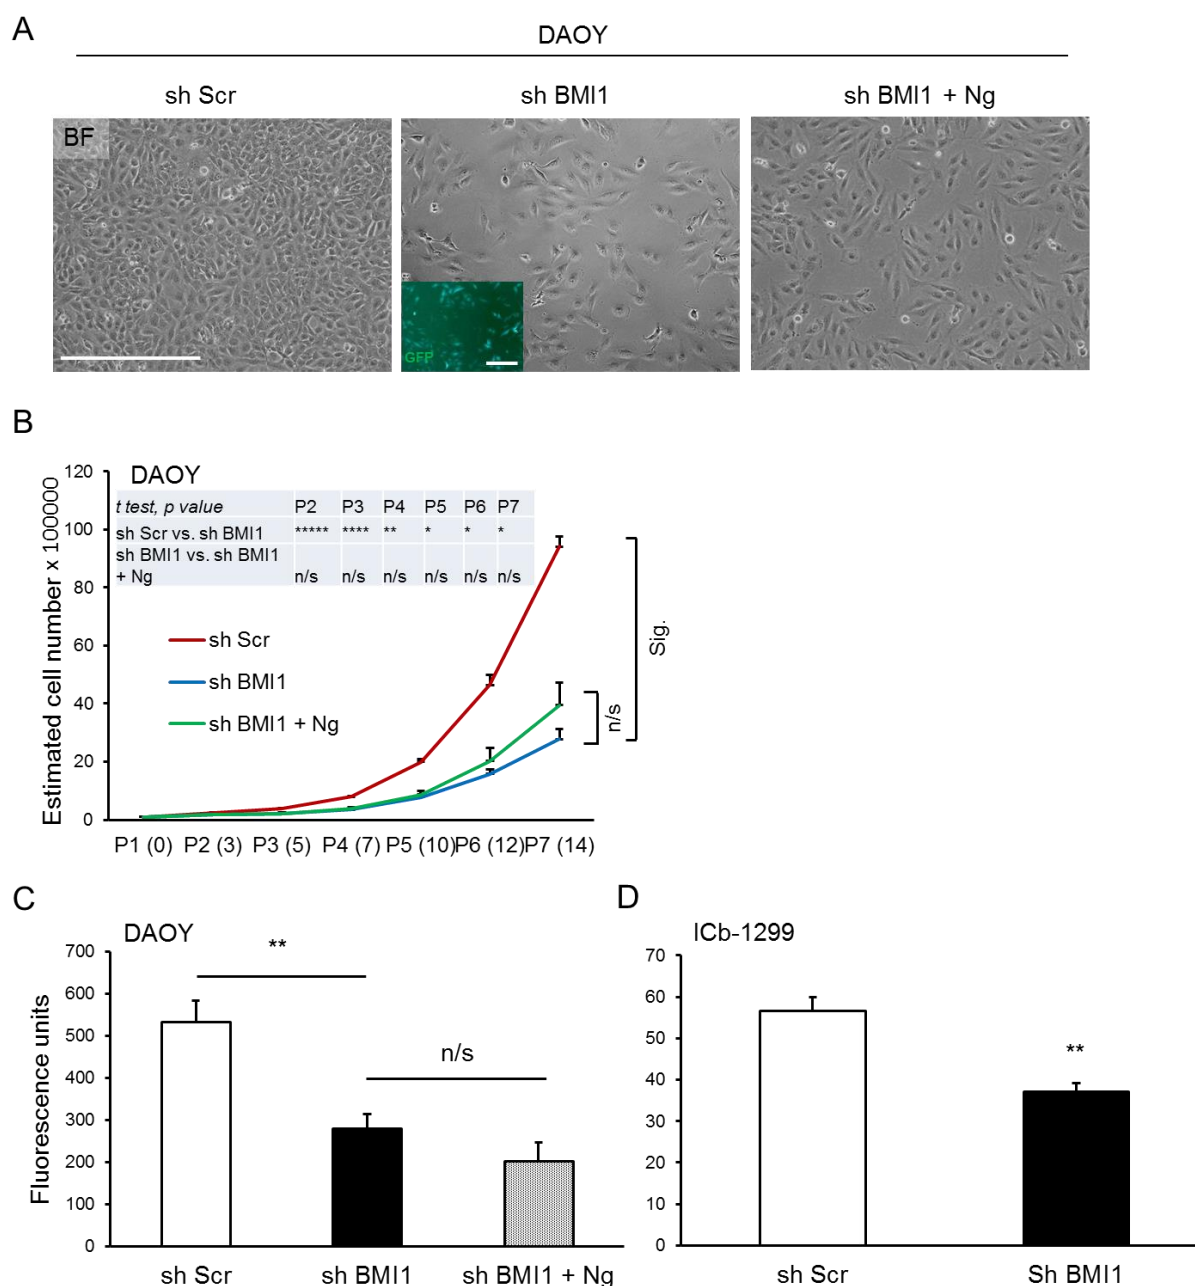 A
DAOY
sh Scr
sh BMI1
sh BMI1 + Ng
BF
GFP
B
DAOY
t test, p value P2 P3 P4 P5 P6 P7
sh Scr vs. sh BMI1 ***** **** ** * * *
sh BMI1 vs. sh BMI1
+ Ng n/s n/s n/s n/s n/s n/s
Estimated cell number x 100000
120
100
80
60
40
20
0
sh Scr
sh BMI1
sh BMI1 + Ng
n/s
Sig.
P1 (0) P2 (3) P3 (5) P4 (7) P5 (10)P6 (12)P7 (14)
C
DAOY
Fluorescence units
700
600
500
400
300
200
100
0
**
n/s
sh Scr
sh BMI1
sh BMI1 + Ng
D
ICb-1299
70
60
50
40
30
20
10
0
**
sh Scr
Sh BMI1